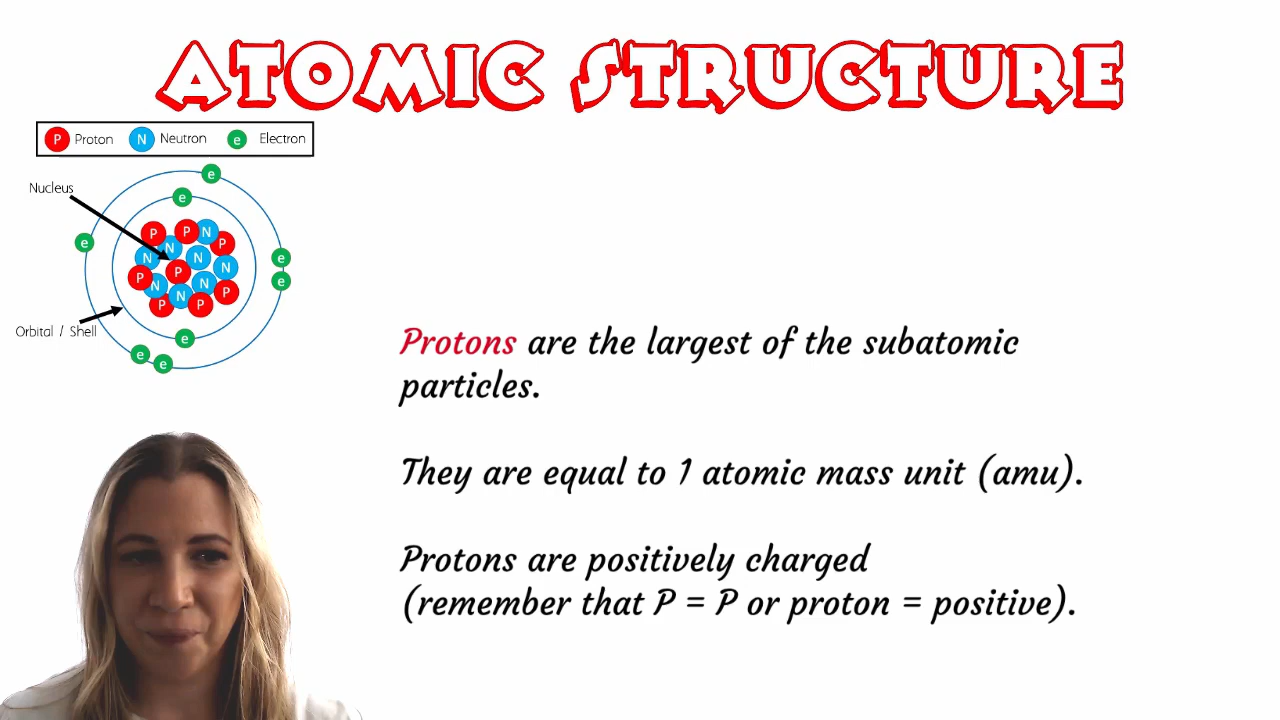 ATOMIC STRUCTURE
P Proton N Neutron e Electron
Nucleus
Orbital / Shell
e
e
e
e
e
e
e
e
P
P
N
P
N
N
N
N
P
P
N
N
P
N
P
P
Protons are the largest of the subatomic
particles.
They are equal to 1 atomic mass unit (amu).
Protons are positively charged
(remember that P = P or proton = positive).